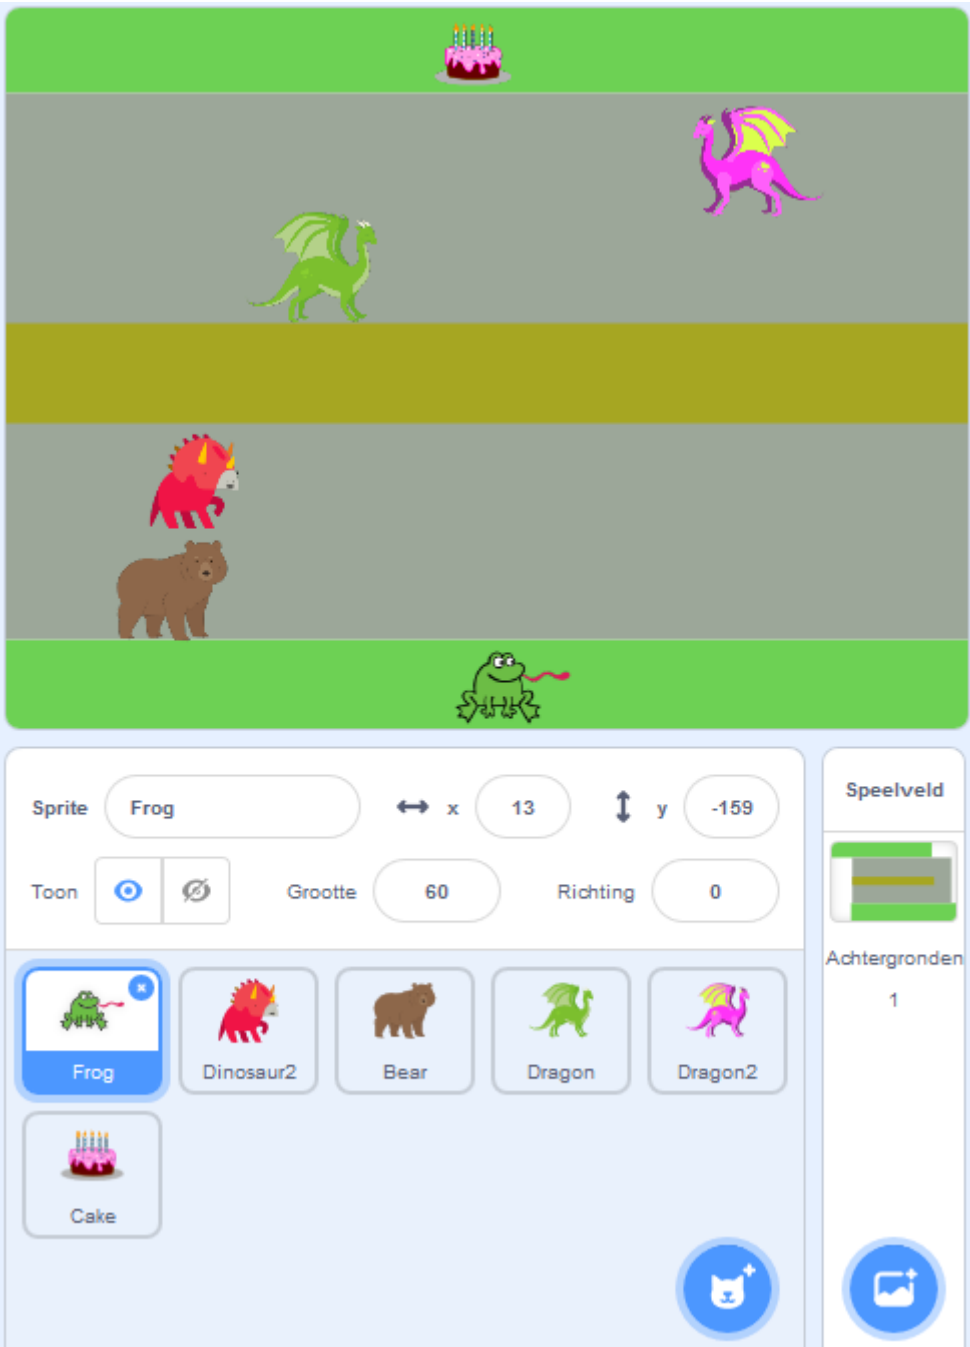 Sprite Frog x 13 y -159
Speelveld
Toon Grootte 60 Richting 0
Achtergronden
1
Frog Dinosaur2 Bear Dragon Dragon2
Cake